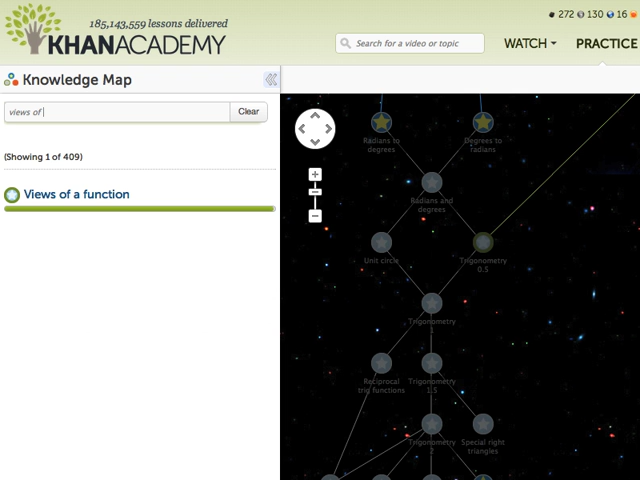 185,143,559 lessons delivered
KHANACADEMY
272 130 16
Search for a video or topic
WATCH
PRACTICE
Knowledge Map
views of
Clear
(Showing 1 of 409)
Views of a function
Radians to
degrees
Degrees to
radians
Radians and
degrees
Unit circle
Trigonometry
0.5
Trigonometry
1
Reciprocal
trig functions
Trigonometry
1.5
Trigonometry
2
Special right
triangles